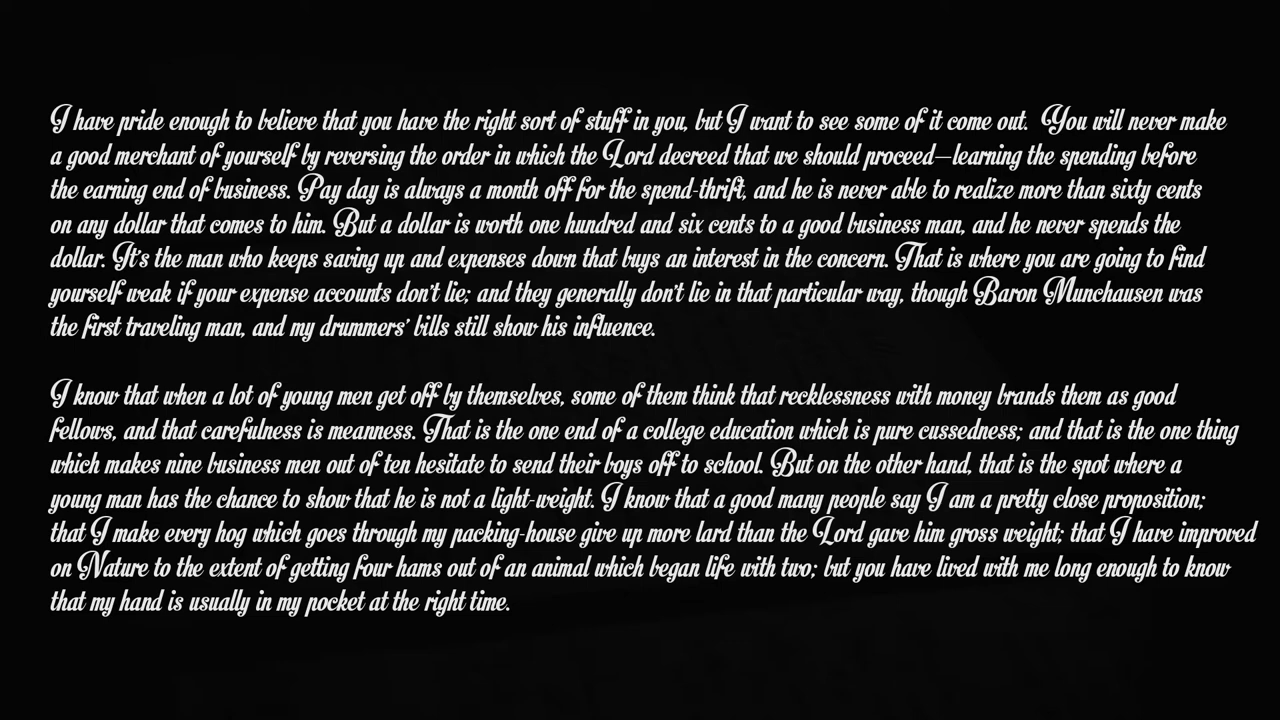 I have pride enough to believe that you have the right sort of stuff in you, but I want to see some of it come out. You will never make
a good merchant of yourself by reversing the order in which the Lord decreed that we should proceed—learning the spending before
the earning end of business. Pay day is always a month off for the spend-thrift, and he is never able to realize more than sixty cents
on any dollar that comes to him. But a dollar is worth one hundred and six cents to a good business man, and he never spends the
dollar. It's the man who keeps saving up and expenses down that buys an interest in the concern. That is where you are going to find
yourself weak if your expense accounts don't lie; and they generally don't lie in that particular way, though Baron Munchausen was
the first traveling man, and my drummers' bills still show his influence.
I know that when a lot of young men get off by themselves, some of them think that recklessness with money brands them as good
fellows, and that carefulness is meanness. That is the one end of a college education which is pure cussedness; and that is the one thing
which makes nine business men out of ten hesitate to send their boys off to school. But on the other hand, that is the spot where a
young man has the chance to show that he is not a light-weight. I know that a good many people say I am a pretty close proposition;
that I make every hog which goes through my packing-house give up more lard than the Lord gave him gross weight; that I have improved
on Nature to the extent of getting four hams out of an animal which began life with two; but you have lived with me long enough to know
that my hand is usually in my pocket at the right time.